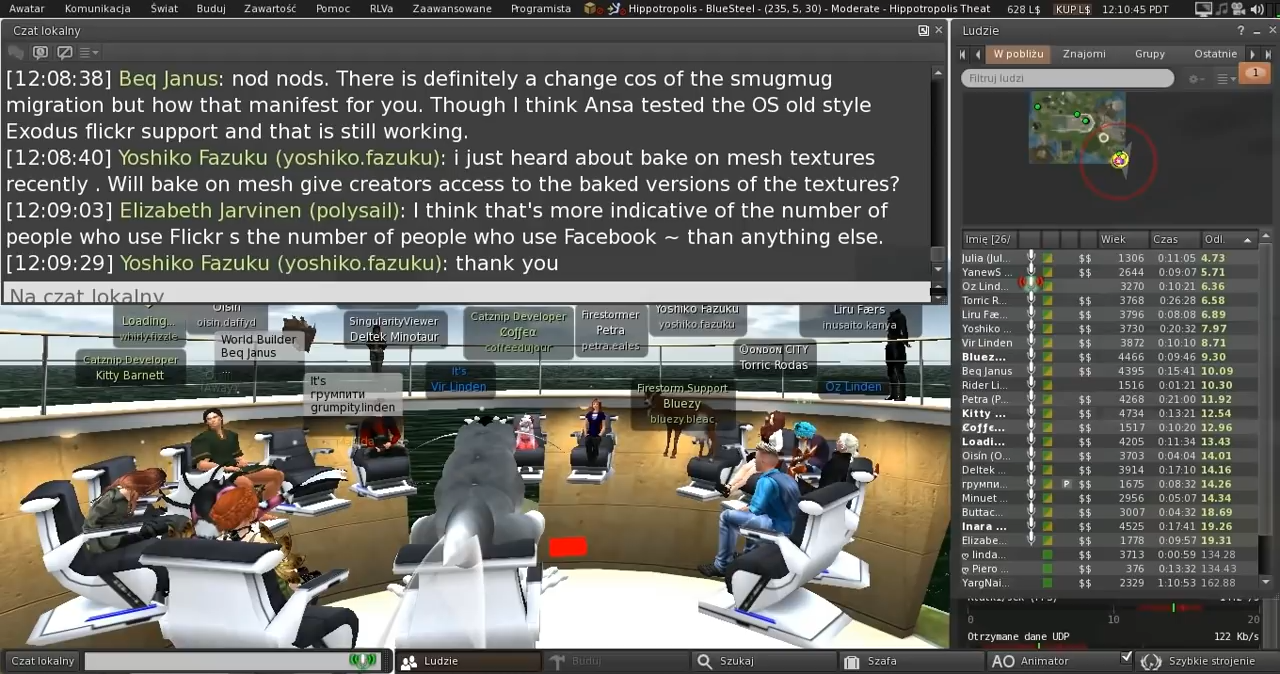 Awatar Komunikacja Świat Buduj Zawartość Pomoc RLVa Zaawansowane Programista Hippotropolis - BlueSteel - (235, 5, 30) - Moderate - Hippotropolis Theat 628 L$ KUP L$ 12:10:45 PDT
Czat lokalny
[12:08:38] Beq Janus: nod nods. There is definitely a change cos of the smugmug
migration but how that manifest for you. Though I think Ansa tested the OS old style
Exodus flickr support and that is still working.
[12:08:40] Yoshiko Fazuku (yoshiko.fazuku): i just heard about bake on mesh textures
recently . Will bake on mesh give creators access to the baked versions of the textures?
[12:09:03] Elizabeth Jarvinen (polysail): I think that's more indicative of the number of
people who use Flickr s the number of people who use Facebook ~ than anything else.
[12:09:29] Yoshiko Fazuku (yoshiko.fazuku): thank you
Na czat lokalny
Loading...
whirly.fizzle
Oisin
oisin.daffyd
World Builder
Beq Janus
Catznip Developer
Kitty Barnett
SingularityViewer
Deltek Minotaur
It's
грумпити
grumpity.linden
It's
Vir Linden
Catznip Developer
Coffee
coffeedujour
Firestormer
Petra
petra.eales
Yoshiko Fazuku
yoshiko.fazuku
LONDON CITY
Torric Rodas
Firestorm Support
Bluezy
bluezy.bleac
Liru Færs
inusaito.kanya
Oz Linden
Ludzie
W pobliżu Znajomi Grupy Ostatnie
Filtruj ludzi
1
Imię [26/ Wiek Czas Odl.
Julia (Jul... $$ 1306 0:11:05 4.73
YanewS ... $$ 2644 0:09:07 5.71
Oz Lind... 3270 0:10:21 6.36
Torric R... $$ 3768 0:26:28 6.58
Liru Fæ... $$ 3796 0:08:08 6.89
Yoshiko ... $$ 3730 0:20:32 7.97
Vir Linden 3872 0:10:10 8.71
Bluez... $$ 4466 0:09:46 9.30
Beq Janus $$ 4395 0:15:41 10.09
Rider Li... 1516 0:01:21 10.30
Petra (P... $$ 4268 0:21:00 11.92
Kitty ... $$ 4734 0:13:21 12.54
Coffe... $$ 1517 0:10:20 12.96
Loadi... $$ 4205 0:11:34 13.43
Oisín (O... $$ 3703 0:04:04 14.01
Deltek ... $$ 3914 0:17:10 14.16
грумпи... P $$ 1675 0:08:32 14.26
Minuet ... $$ 2956 0:05:07 14.34
Buttac... $$ 3007 0:04:32 18.69
Inara ... $$ 4525 0:17:41 19.26
Elizabe... $$ 1778 0:09:57 19.31
linda... $$ 3713 0:00:59 134.28
Piero ... $$ 376 0:13:32 134.43
YargNai... $$ 2329 1:10:53 162.88
0 10 20
Otrzymane dane UDP 122 Kb/s
Czat lokalny Ludzie Buduj Szukaj Szafa AO Animator Szybkie strojenie